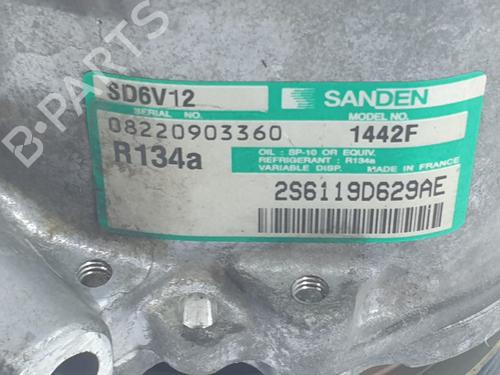 B-PARTS
SD6V12
SANDEN
SERIAL NO.
MODEL NO.
08220903360
1442F
R134a
OIL : SP-10 OR EQUIV.
REFRIGERANT : R134a
VARIABLE DISP. MADE IN FRANCE
2S6119D629AE